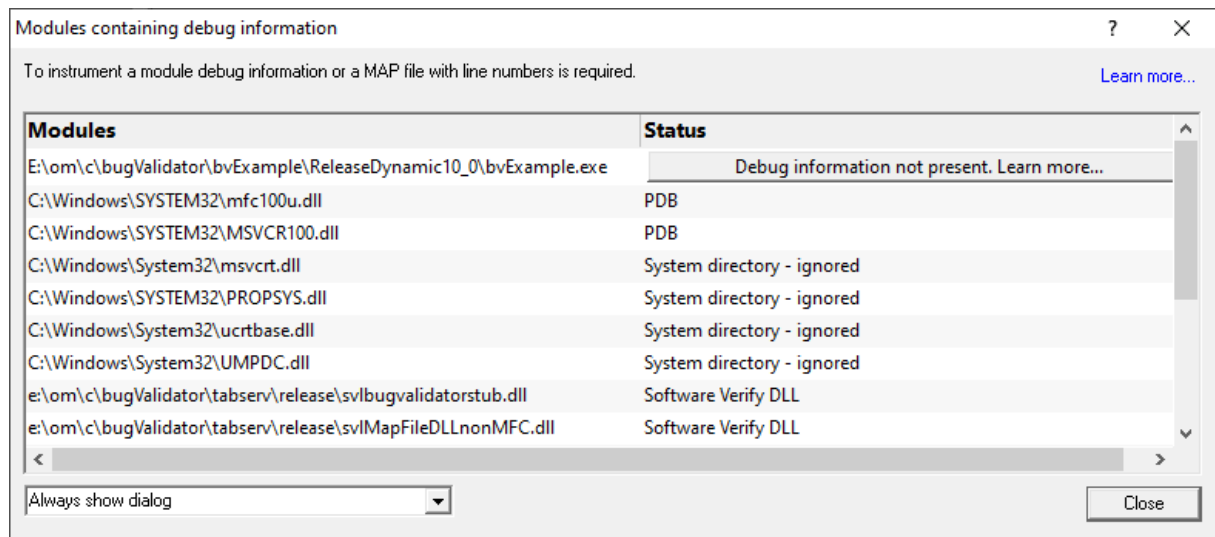 Modules containing debug information
?
To instrument a module debug information or a MAP file with line numbers is required.
Learn more...
Modules Status
E:\om\c\bugValidator\bvExample\ReleaseDynamic10_0\bvExample.exe Debug information not present. Learn more...
C:\Windows\SYSTEM32\mfc100u.dll PDB
C:\Windows\SYSTEM32\MSVCR100.dll PDB
C:\Windows\System32\msvcrt.dll System directory - ignored
C:\Windows\SYSTEM32\PROPSYS.dll System directory - ignored
C:\Windows\System32\ucrtbase.dll System directory - ignored
C:\Windows\System32\UMPDC.dll System directory - ignored
e:\om\c\bugValidator\tabserv\release\svlbugvalidatorstub.dll Software Verify DLL
e:\om\c\bugValidator\tabserv\release\svlMapFileDLLnonMFC.dll Software Verify DLL
Always show dialog
Close